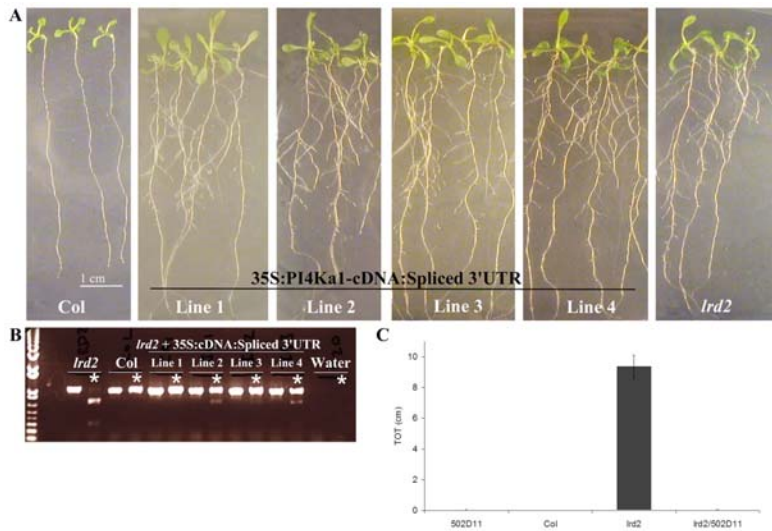 A
1 cm
35S:PI4Ka1-cDNA:Spliced 3'UTR
Col Line 1 Line 2 Line 3 Line 4 lrd2
B
lrd2 + 35S:cDNA:Spliced 3'UTR
lrd2 Col Line 1 Line 2 Line 3 Line 4 Water
* * * * * * *
C
TOT (cm)
10
8
6
4
2
0
502D11 Col lrd2 lrd2/502D11